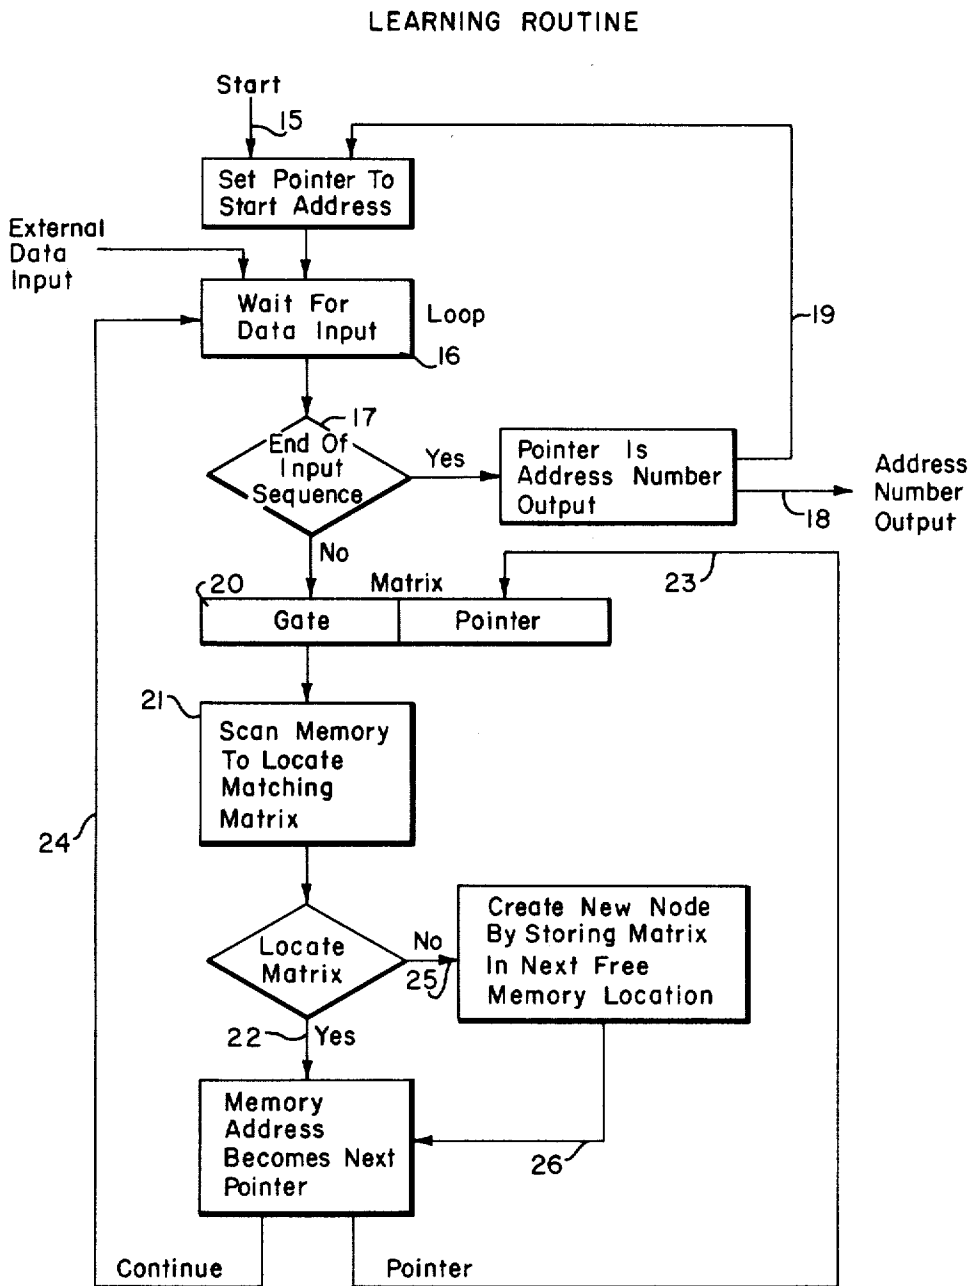 LEARNING ROUTINE
Start
15
Set Pointer To
Start Address
External
Data
Input
Wait For
Data Input
Loop
16
19
17
End Of
Input
Sequence
Yes
Pointer Is
Address Number
Output
18
Address
Number
Output
No
20
Matrix
23
Gate
Pointer
21
Scan Memory
To Locate
Matching
Matrix
24
Locate
Matrix
No
25
Create New Node
By Storing Matrix
In Next Free
Memory Location
22
Yes
Memory
Address
Becomes Next
Pointer
26
Continue
Pointer